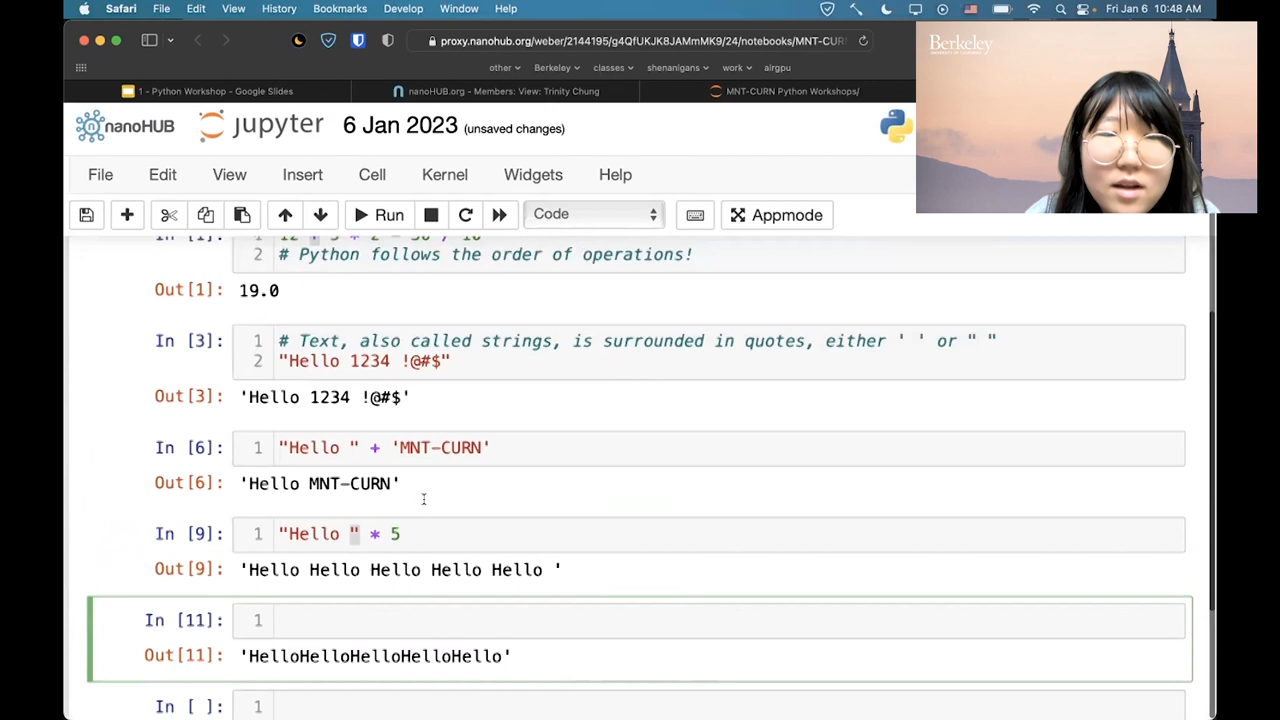 Safari File Edit View History Bookmarks Develop Window Help Fri Jan 6 10:48 AM
proxy.nanohub.org/weber/2144195/g4QfUKJK8JAMmMK9/24/notebooks/MNT-CUR
other Berkeley classes shenanigans work airgpu
1 - Python Workshop - Google Slides nanoHUB.org - Members: View: Trinity Chung MNT-CURN Python Workshops/
Berkeley
nanoHUB jupyter 6 Jan 2023 (unsaved changes)
File Edit View Insert Cell Kernel Widgets Help
Run Code Appmode
2 # Python follows the order of operations!
Out[1]: 19.0
In [3]: 1 # Text, also called strings, is surrounded in quotes, either ' ' or " "
2 "Hello 1234 !@#$"
Out[3]: 'Hello 1234 !@#$'
In [6]: 1 "Hello " + 'MNT-CURN'
Out[6]: 'Hello MNT-CURN'
In [9]: 1 "Hello " * 5
Out[9]: 'Hello Hello Hello Hello Hello '
In [11]: 1
Out[11]: 'HelloHelloHelloHelloHello'
In [ ]: 1